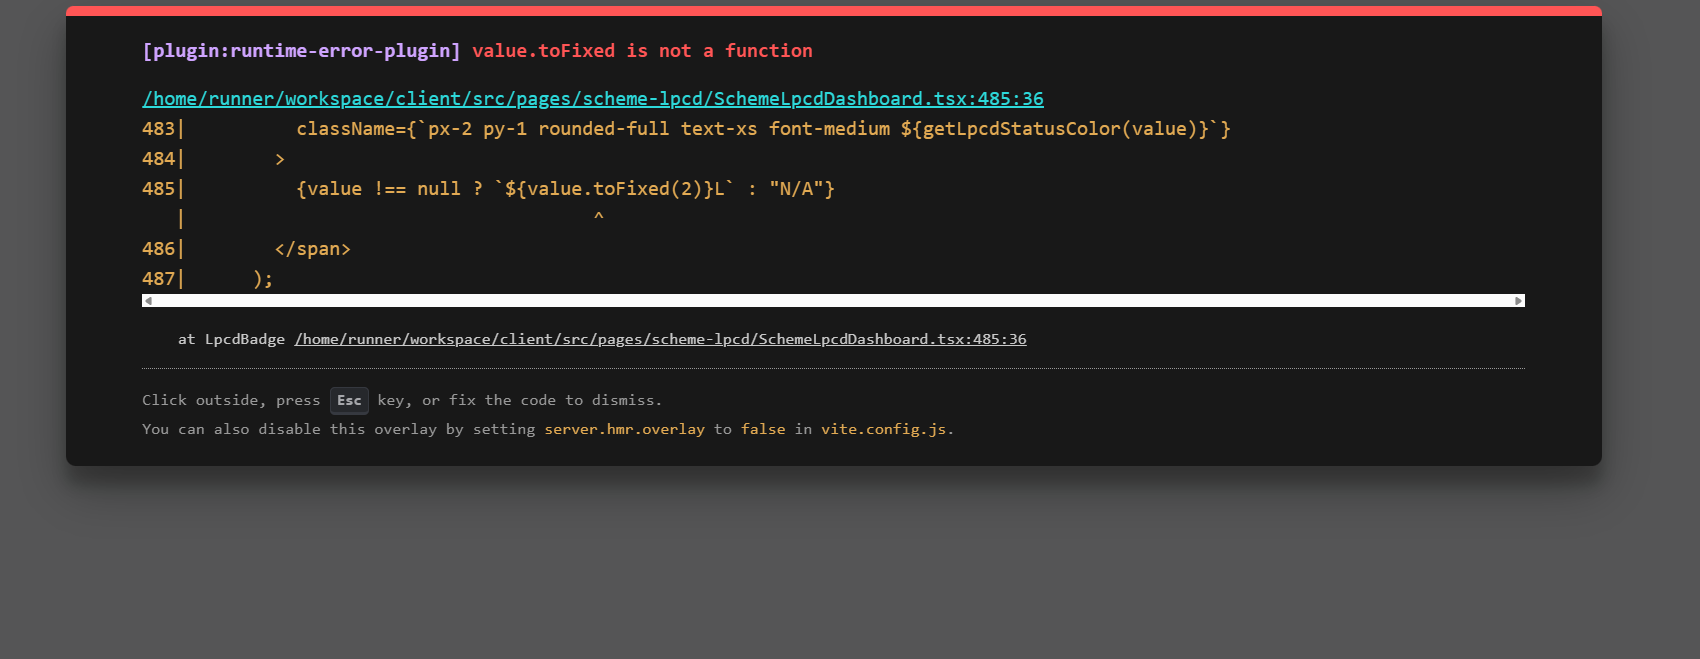 [plugin:runtime-error-plugin] value.toFixed is not a function
/home/runner/workspace/client/src/pages/scheme-lpcd/SchemeLpcdDashboard.tsx:485:36
483|          className={`px-2 py-1 rounded-full text-xs font-medium ${getLpcdStatusColor(value)}`}
484|        >
485|          {value !== null ? `${value.toFixed(2)}L` : "N/A"}
   |                                      ^
486|        </span>
487|      );
at LpcdBadge /home/runner/workspace/client/src/pages/scheme-lpcd/SchemeLpcdDashboard.tsx:485:36
Click outside, press Esc key, or fix the code to dismiss.
You can also disable this overlay by setting server.hmr.overlay to false in vite.config.js.